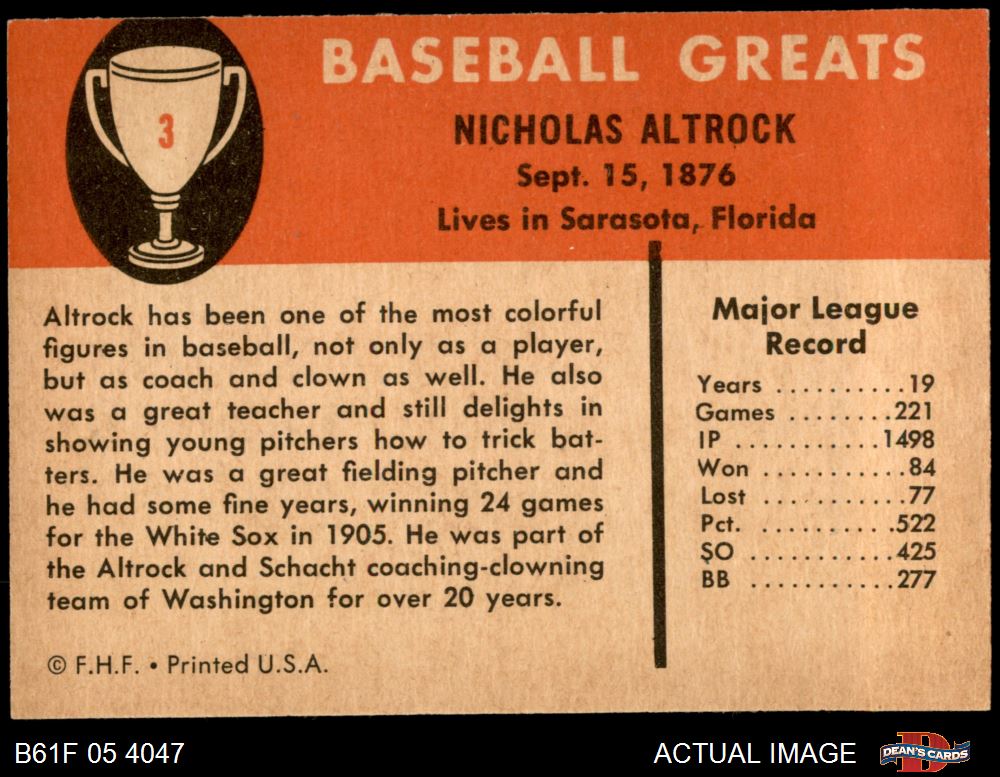 3
BASEBALL GREATS
NICHOLAS ALTROCK
Sept. 15, 1876
Lives in Sarasota, Florida
Altrock has been one of the most colorful
figures in baseball, not only as a player,
but as coach and clown as well. He also
was a great teacher and still delights in
showing young pitchers how to trick bat-
ters. He was a great fielding pitcher and
he had some fine years, winning 24 games
for the White Sox in 1905. He was part of
the Altrock and Schacht coaching-clowning
team of Washington for over 20 years.
© F.H.F. • Printed U.S.A.
Major League
Record
Years ..........19
Games ........221
IP ...........1498
Won ..........84
Lost ..........77
Pct. ..........522
SO ...........425
BB ...........277
B61F 05 4047
ACTUAL IMAGE
D
DEAN'S CARDS